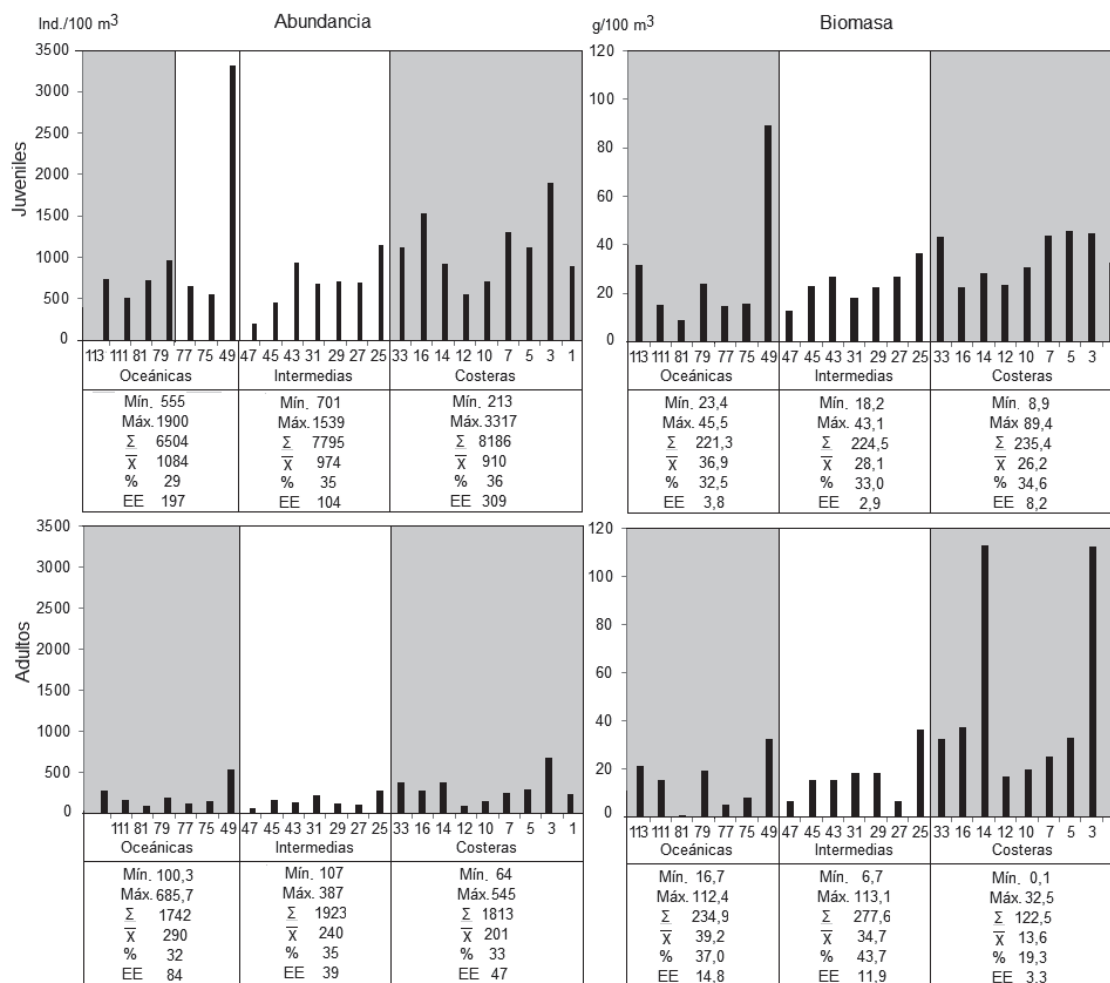 Ind./100 m3 Abundancia g/100 m3 Biomasa
Juveniles
3500
3000
2500
2000
1500
1000
500
0
113 111 81 79 77 75 49 47 45 43 31 29 27 25 33 16 14 12 10 7 5 3 1
Oceánicas Intermedias Costeras
Mín. 555 Mín. 701 Mín. 213
Máx. 1900 Máx. 1539 Máx. 3317
Σ 6504 Σ 7795 Σ 8186
X̅ 1084 X̅ 974 X̅ 910
% 29 % 35 % 36
EE 197 EE 104 EE 309
120
100
80
60
40
20
0
113 111 81 79 77 75 49 47 45 43 31 29 27 25 33 16 14 12 10 7 5 3
Oceánicas Intermedias Costeras
Mín. 23,4 Mín. 18,2 Mín. 8,9
Máx. 45,5 Máx. 43,1 Máx 89,4
Σ 221,3 Σ 224,5 Σ 235,4
X̅ 36,9 X̅ 28,1 X̅ 26,2
% 32,5 % 33,0 % 34,6
EE 3,8 EE 2,9 EE 8,2
Adultos
3500
3000
2500
2000
1500
1000
500
0
111 81 79 77 75 49 47 45 43 31 29 27 25 33 16 14 12 10 7 5 3 1
Oceánicas Intermedias Costeras
Mín. 100,3 Mín. 107 Mín. 64
Máx. 685,7 Máx. 387 Máx. 545
Σ 1742 Σ 1923 Σ 1813
X̅ 290 X̅ 240 X̅ 201
% 32 % 35 % 33
EE 84 EE 39 EE 47
120
100
80
60
40
20
0
113 111 81 79 77 75 49 47 45 43 31 29 27 25 33 16 14 12 10 7 5 3
Oceánicas Intermedias Costeras
Mín. 16,7 Mín. 6,7 Mín. 0,1
Máx. 112,4 Máx. 113,1 Máx. 32,5
Σ 234,9 Σ 277,6 Σ 122,5
X̅ 39,2 X̅ 34,7 X̅ 13,6
% 37,0 % 43,7 % 19,3
EE 14,8 EE 11,9 EE 3,3